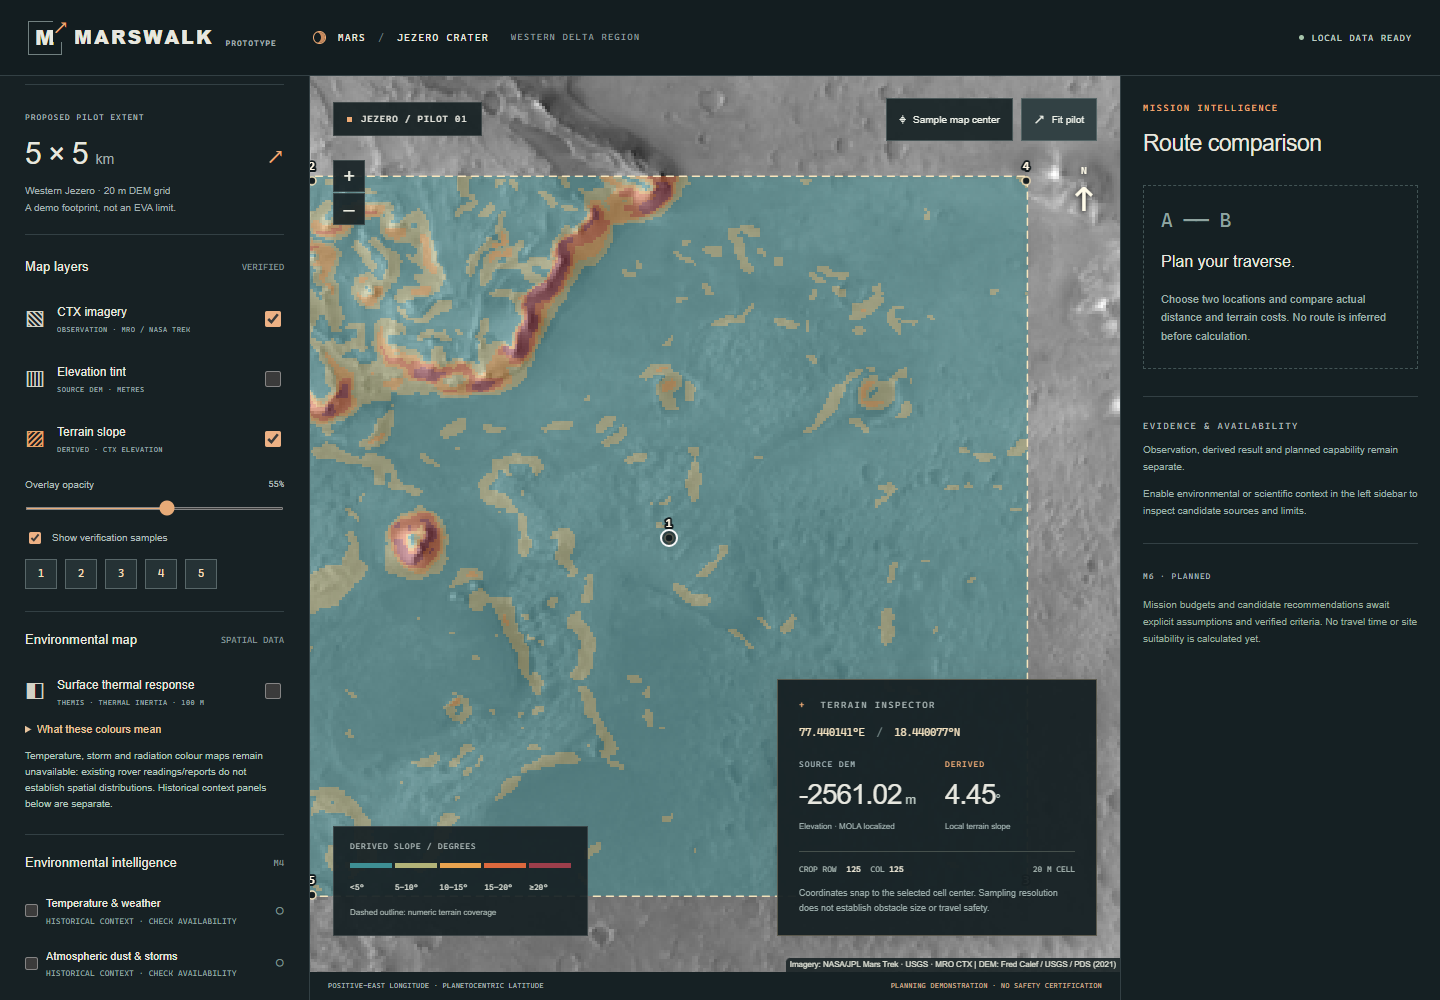 M MARSWALK PROTOTYPE
MARS / JEZERO CRATER WESTERN DELTA REGION
LOCAL DATA READY
PROPOSED PILOT EXTENT
5 × 5 km
Western Jezero · 20 m DEM grid
A demo footprint, not an EVA limit.
Map layers VERIFIED
CTX imagery
OBSERVATION · MRO / NASA TREK
Elevation tint
SOURCE DEM · METRES
Terrain slope
DERIVED · CTX ELEVATION
Overlay opacity 55%
Show verification samples
1 2 3 4 5
Environmental map SPATIAL DATA
Surface thermal response
THEMIS · THERMAL INERTIA · 100 M
What these colours mean
Temperature, storm and radiation colour maps remain
unavailable: existing rover readings/reports do not
establish spatial distributions. Historical context panels
below are separate.
Environmental intelligence M4
Temperature & weather
HISTORICAL CONTEXT · CHECK AVAILABILITY
Atmospheric dust & storms
HISTORICAL CONTEXT · CHECK AVAILABILITY
JEZERO / PILOT 01
Sample map center
Fit pilot
2
4
+
−
N
1
5
DERIVED SLOPE / DEGREES
<5° 5–10° 10–15° 15–20° ≥20°
Dashed outline: numeric terrain coverage
+ TERRAIN INSPECTOR
77.440141°E / 18.440077°N
SOURCE DEM DERIVED
-2561.02 m 4.45°
Elevation · MOLA localized Local terrain slope
CROP ROW 125 COL 125 20 M CELL
Coordinates snap to the selected cell center. Sampling resolution
does not establish obstacle size or travel safety.
Imagery: NASA/JPL Mars Trek · USGS · MRO CTX | DEM: Fred Calef / USGS / PDS (2021)
POSITIVE-EAST LONGITUDE · PLANETOCENTRIC LATITUDE
PLANNING DEMONSTRATION · NO SAFETY CERTIFICATION
MISSION INTELLIGENCE
Route comparison
A — B
Plan your traverse.
Choose two locations and compare actual
distance and terrain costs. No route is inferred
before calculation.
EVIDENCE & AVAILABILITY
Observation, derived result and planned capability remain
separate.
Enable environmental or scientific context in the left sidebar to
inspect candidate sources and limits.
M6 · PLANNED
Mission budgets and candidate recommendations await
explicit assumptions and verified criteria. No travel time or site
suitability is calculated yet.